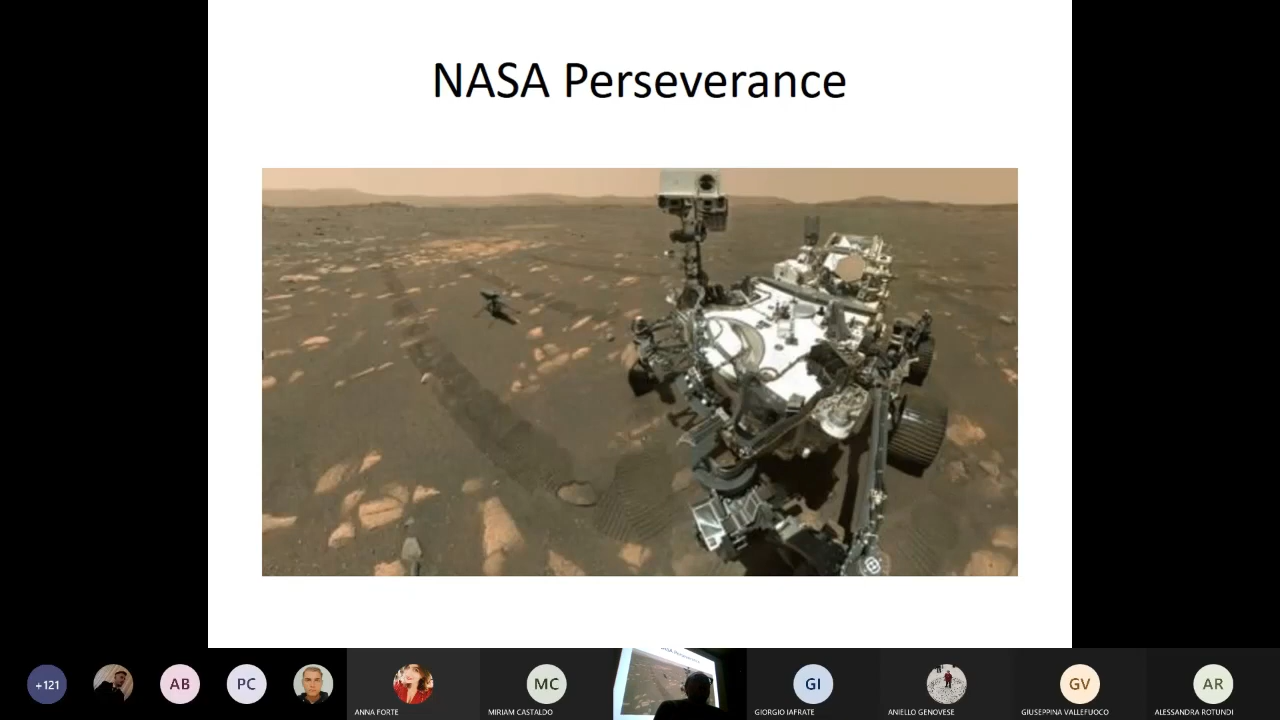 NASA Perseverance
+121
AB
PC
ANNA FORTE
MC
MIRIAM CASTALDO
GI
GIORGIO IAFRATE
ANIELLO GENOVESE
GV
GIUSEPPINA VALLEFUOCO
AR
ALESSANDRA ROTUNDI